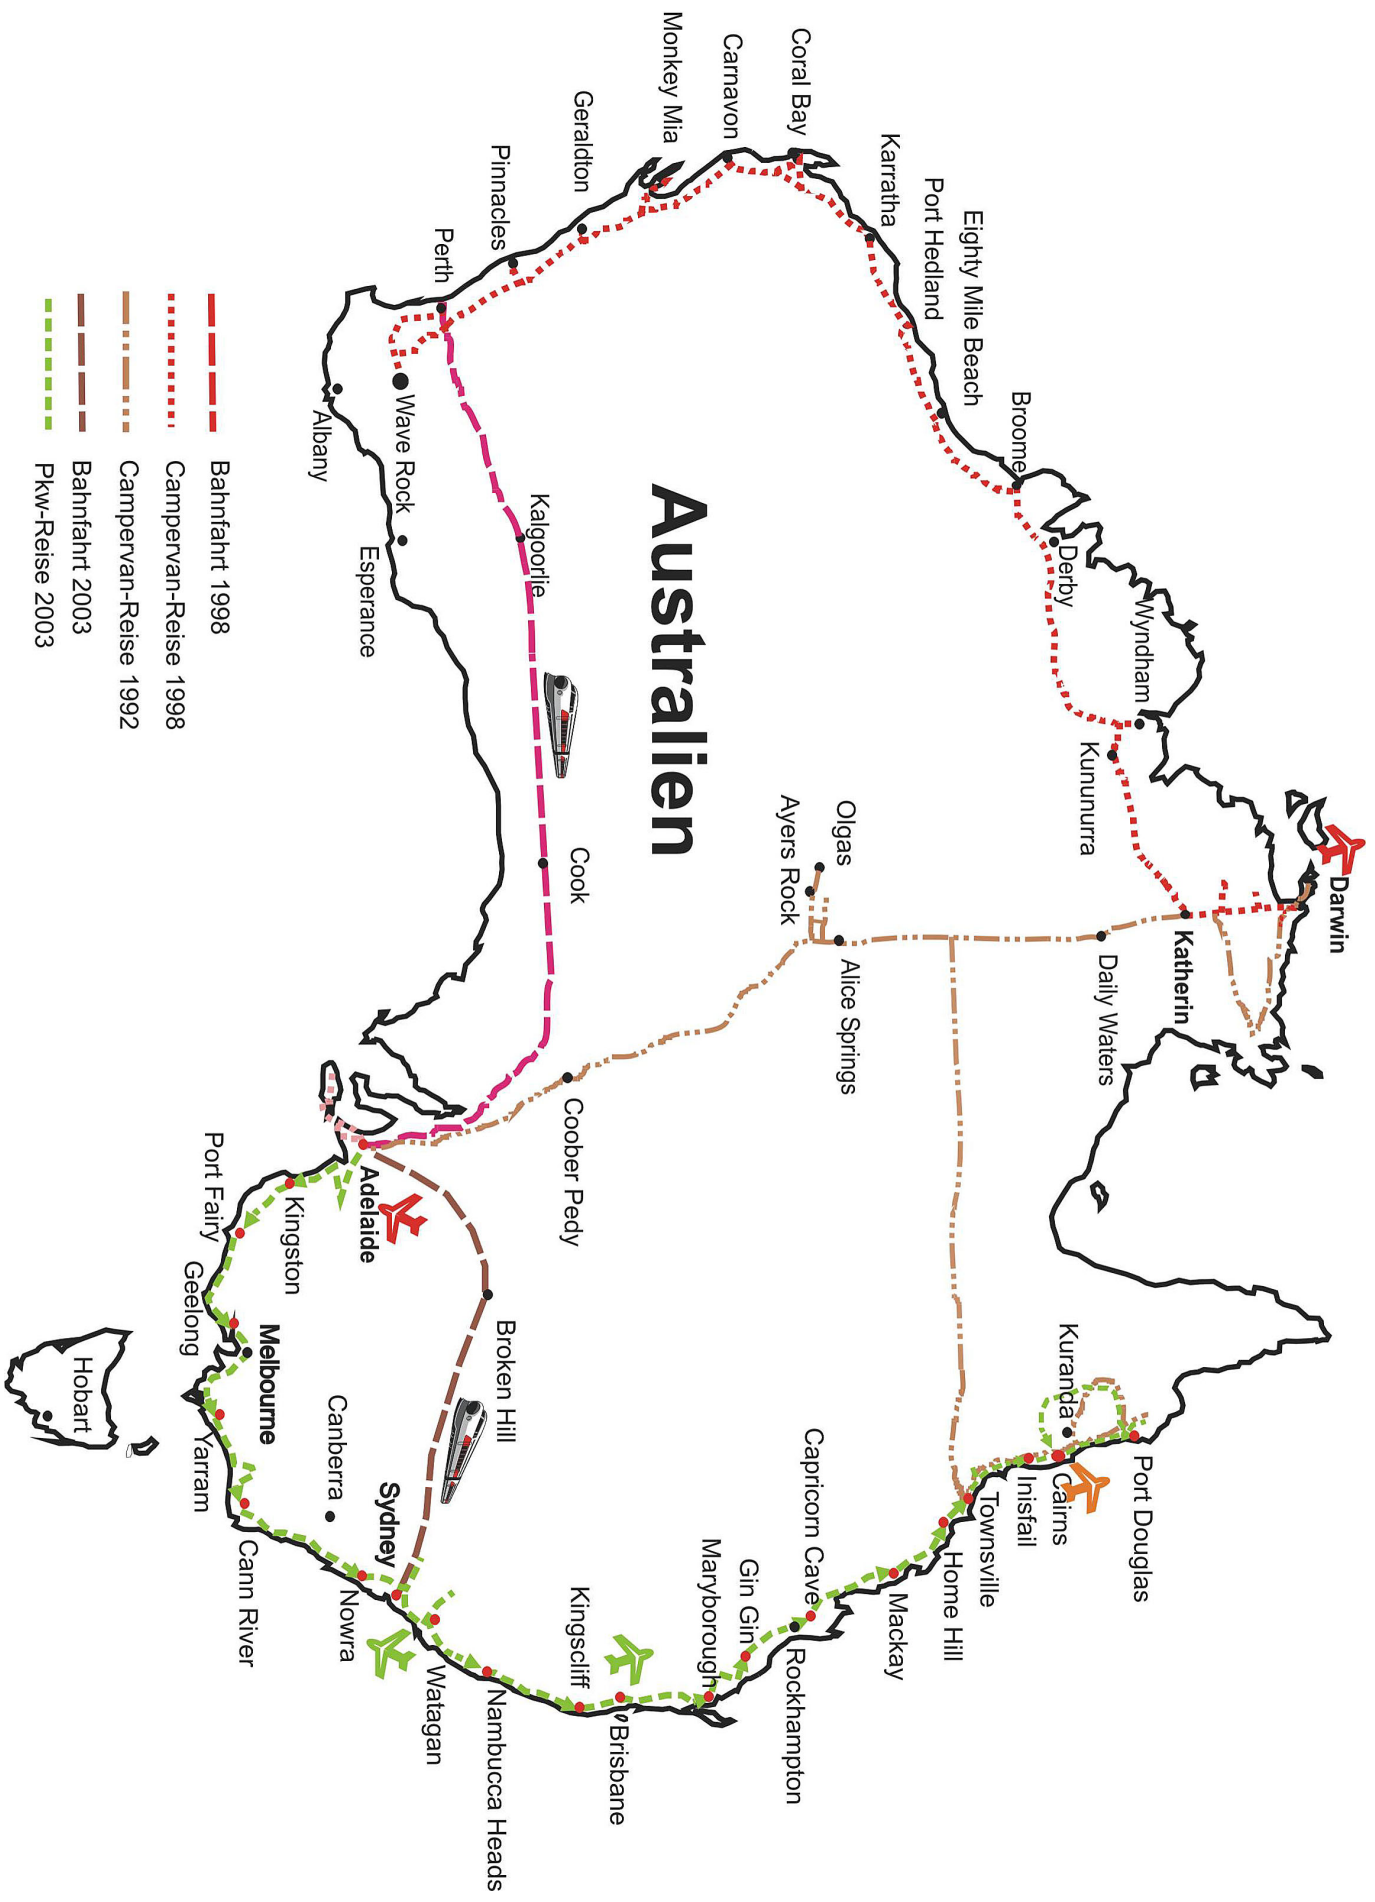 Australien
Darwin
Katherin
Daily Waters
Wyndham
Kununurra
Derby
Broome
Eighty Mile Beach
Port Hedland
Karratha
Coral Bay
Carnavon
Monkey Mia
Geraldton
Pinnacles
Perth
Wave Rock
Albany
Esperance
Kalgoorlie
Cook
Olgas
Ayers Rock
Alice Springs
Coober Pedy
Port Douglas
Kuranda
Cairns
Inisfail
Townsville
Home Hill
Mackay
Capricorn Cave
Rockhampton
Gin Gin
Maryborough
Brisbane
Kingscliff
Nambucca Heads
Watagan
Broken Hill
Sydney
Nowra
Canberra
Cann River
Adelaide
Kingston
Melbourne
Port Fairy
Geelong
Yarram
Hobart
Bahnfahrt 1998
Campervan-Reise 1998
Campervan-Reise 1992
Bahnfahrt 2003
Pkw-Reise 2003